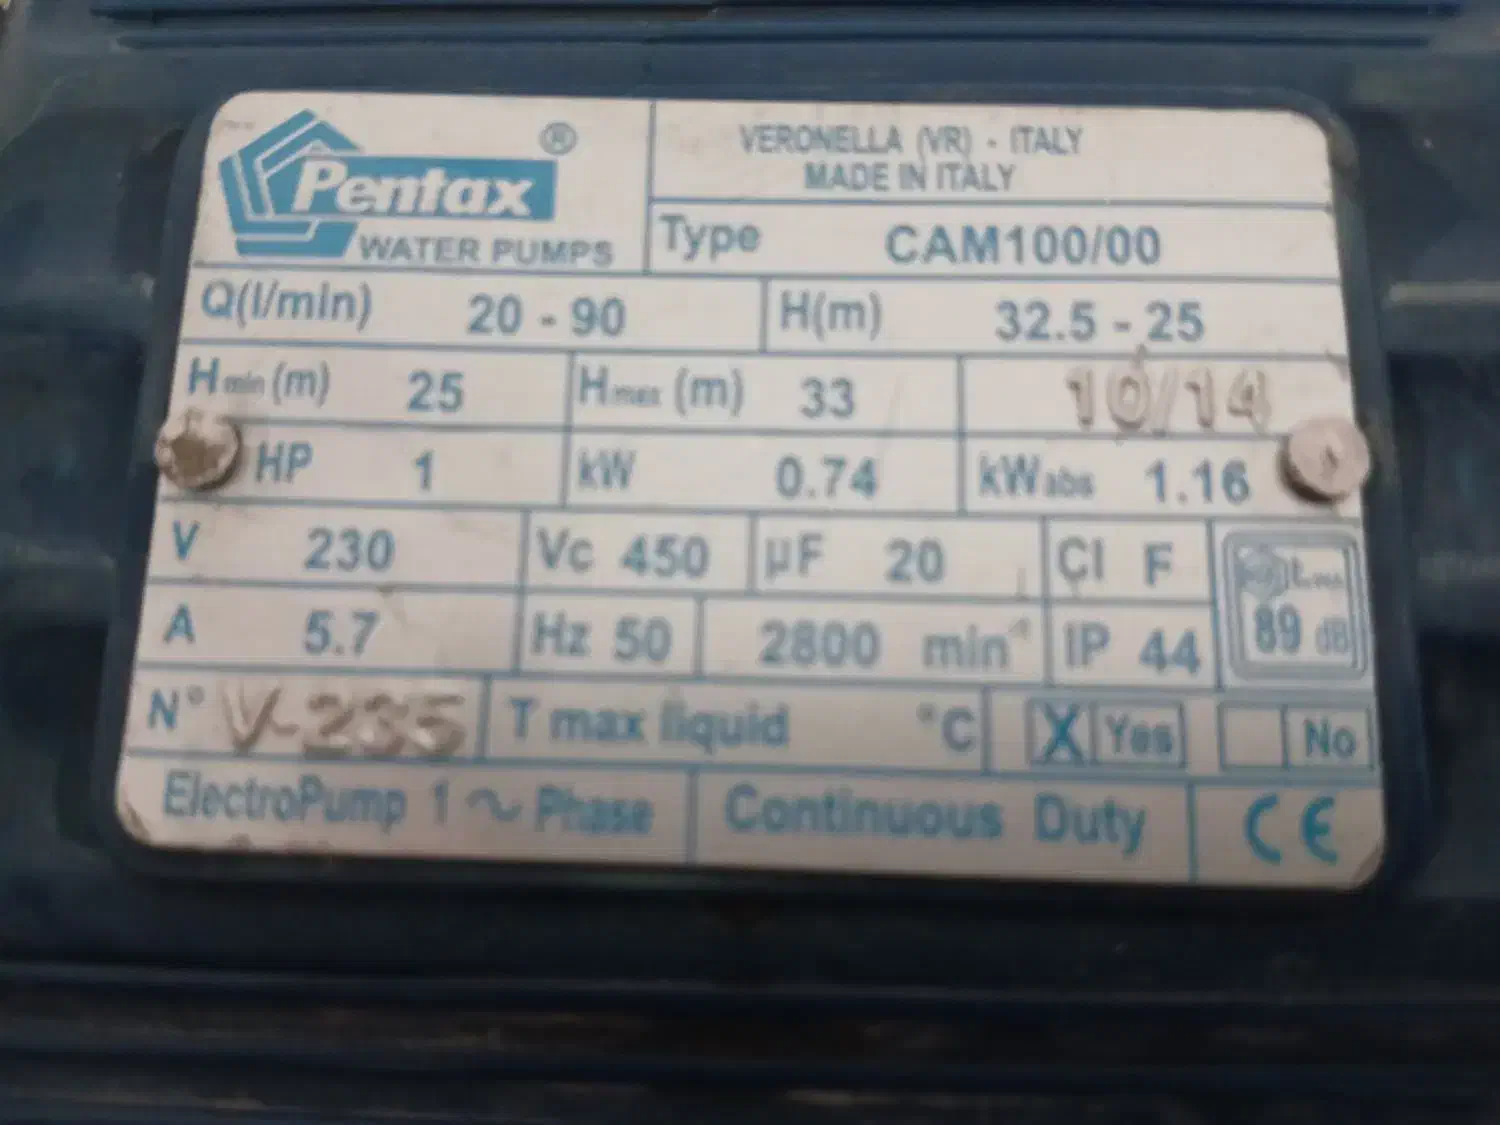 Pentax ®
WATER PUMPS
VERONELLA (VR) - ITALY
MADE IN ITALY
Type CAM100/00
Q(l/min) 20 - 90 H(m) 32.5 - 25
Hmin (m) 25 Hmax (m) 33 10/14
HP 1 kW 0.74 kWabs 1.16
V 230 Vc 450 µF 20 Cl F
A 5.7 Hz 50 2800 min⁻¹ IP 44
89 dB
N° V-235 T max liquid °C X Yes No
ElectroPump 1 ~ Phase Continuous Duty CE